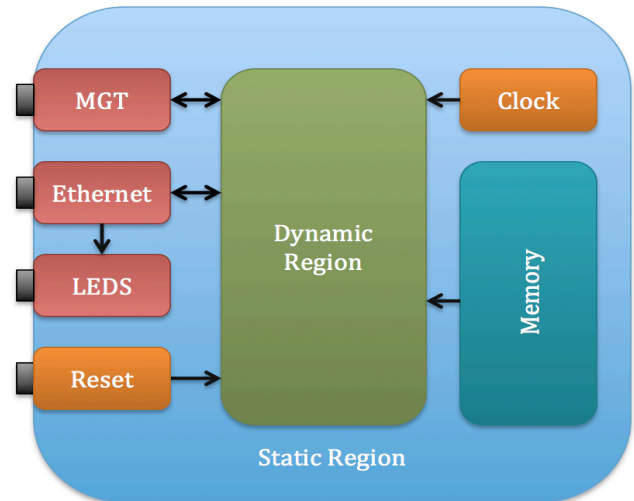 MGT
Clock
Ethernet
Dynamic
Region
Memory
LEDS
Reset
Static Region